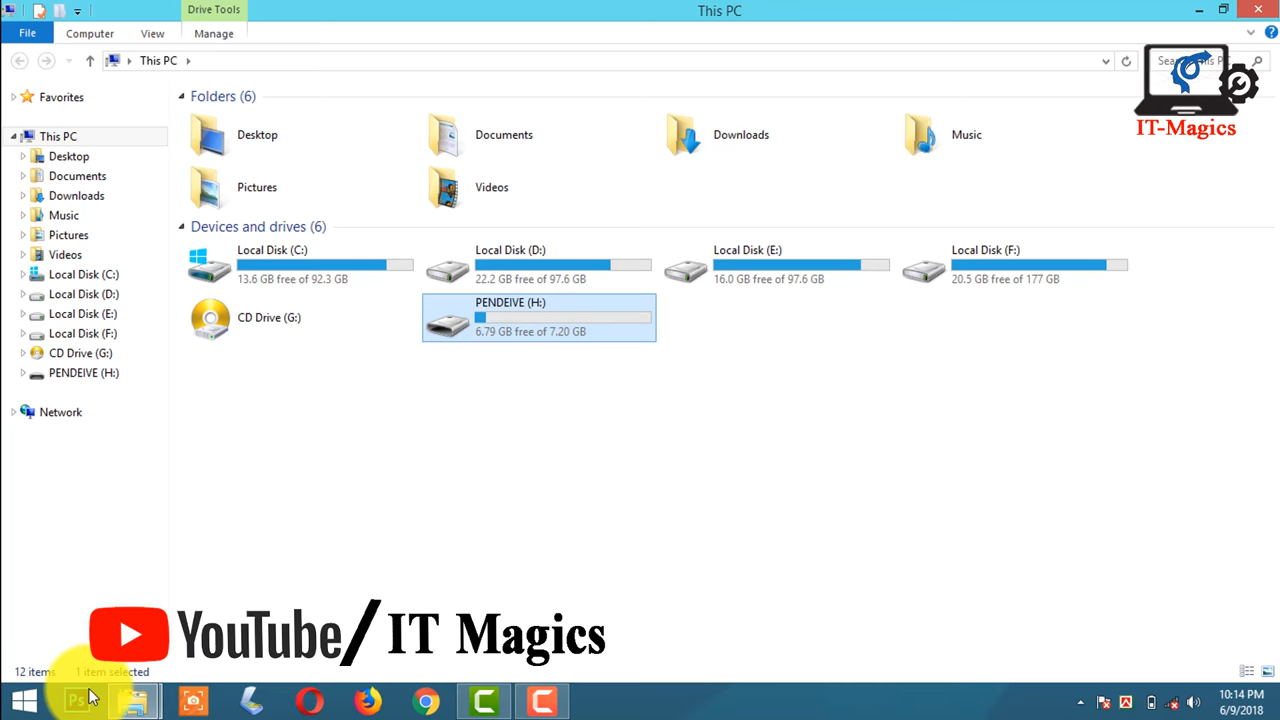 Drive Tools
This PC
File
Computer
View
Manage
This PC
IT-Magics
Favorites
This PC
Desktop
Documents
Downloads
Music
Pictures
Videos
Local Disk (C:)
Local Disk (D:)
Local Disk (E:)
Local Disk (F:)
CD Drive (G:)
PENDEIVE (H:)
Network
Folders (6)
Desktop
Documents
Downloads
Music
Pictures
Videos
Devices and drives (6)
Local Disk (C:)
13.6 GB free of 92.3 GB
Local Disk (D:)
22.2 GB free of 97.6 GB
Local Disk (E:)
16.0 GB free of 97.6 GB
Local Disk (F:)
20.5 GB free of 177 GB
CD Drive (G:)
PENDEIVE (H:)
6.79 GB free of 7.20 GB
YouTube/IT Magics
12 items
1 item selected
Ps
10:14 PM
6/9/2018